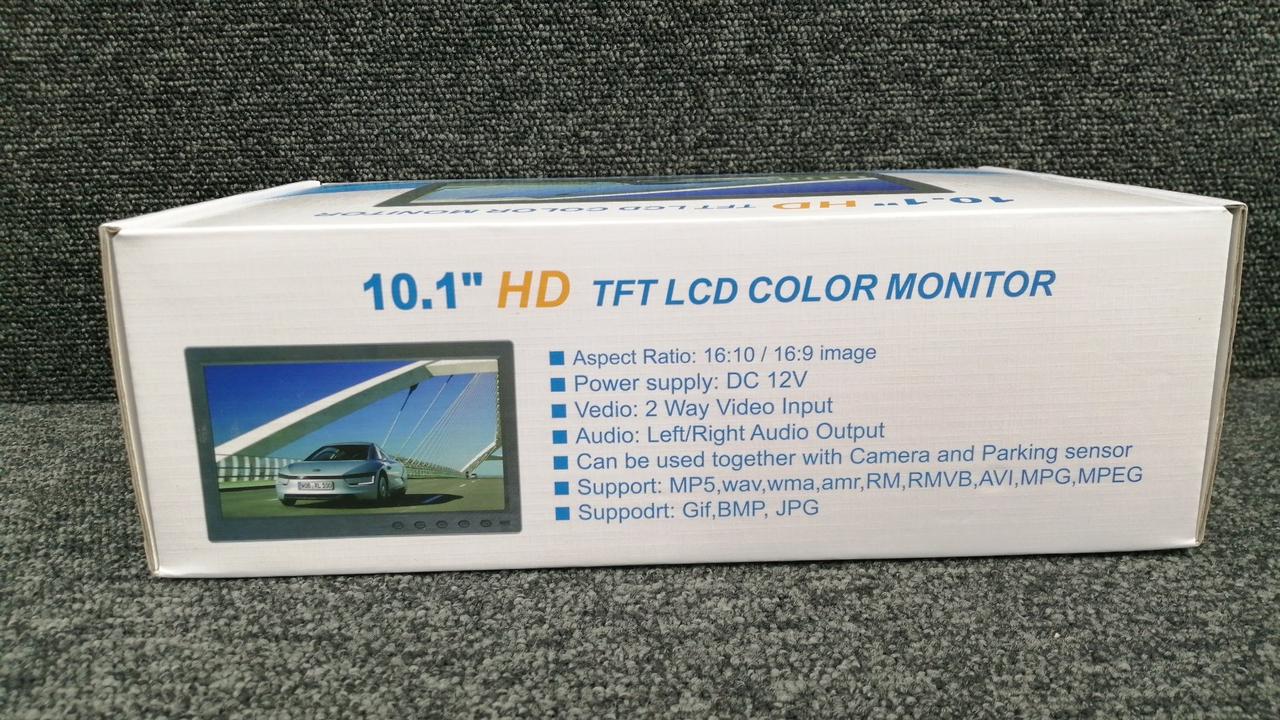 10.1" HD TFT LCD COLOR MONITOR
10.1" HD TFT LCD COLOR MONITOR
Aspect Ratio: 16:10 / 16:9 image
Power supply: DC 12V
Vedio: 2 Way Video Input
Audio: Left/Right Audio Output
Can be used together with Camera and Parking sensor
Support: MP5,wav,wma,amr,RM,RMVB,AVI,MPG,MPEG
Suppodrt: Gif,BMP, JPG